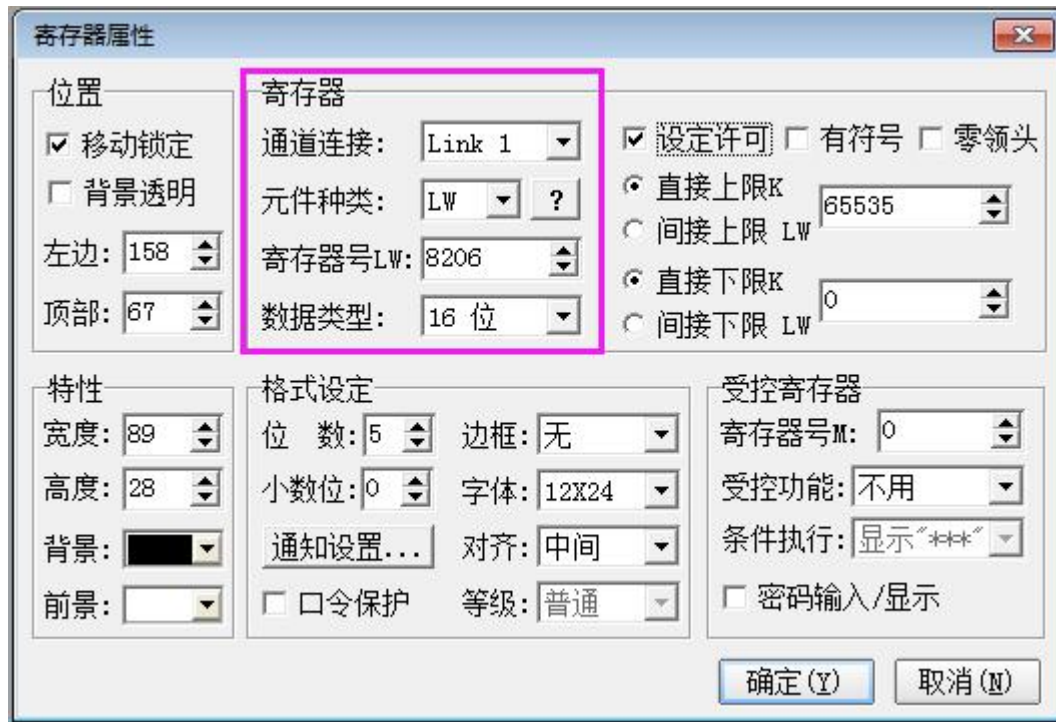 寄存器属性
位置
移动锁定
背景透明
左边: 158
顶部: 67
寄存器
通道连接: Link 1
元件种类: LW ?
寄存器号LW: 8206
数据类型: 16 位
设定许可 有符号 零领头
直接上限K
间接上限 LW
65535
直接下限K
间接下限 LW
0
特性
宽度: 89
高度: 28
背景:
前景:
格式设定
位 数: 5 边框: 无
小数位: 0 字体: 12X24
通知设置... 对齐: 中间
口令保护 等级: 普通
受控寄存器
寄存器号M: 0
受控功能: 不用
条件执行: 显示"***"
密码输入/显示
确定(Y) 取消(N)